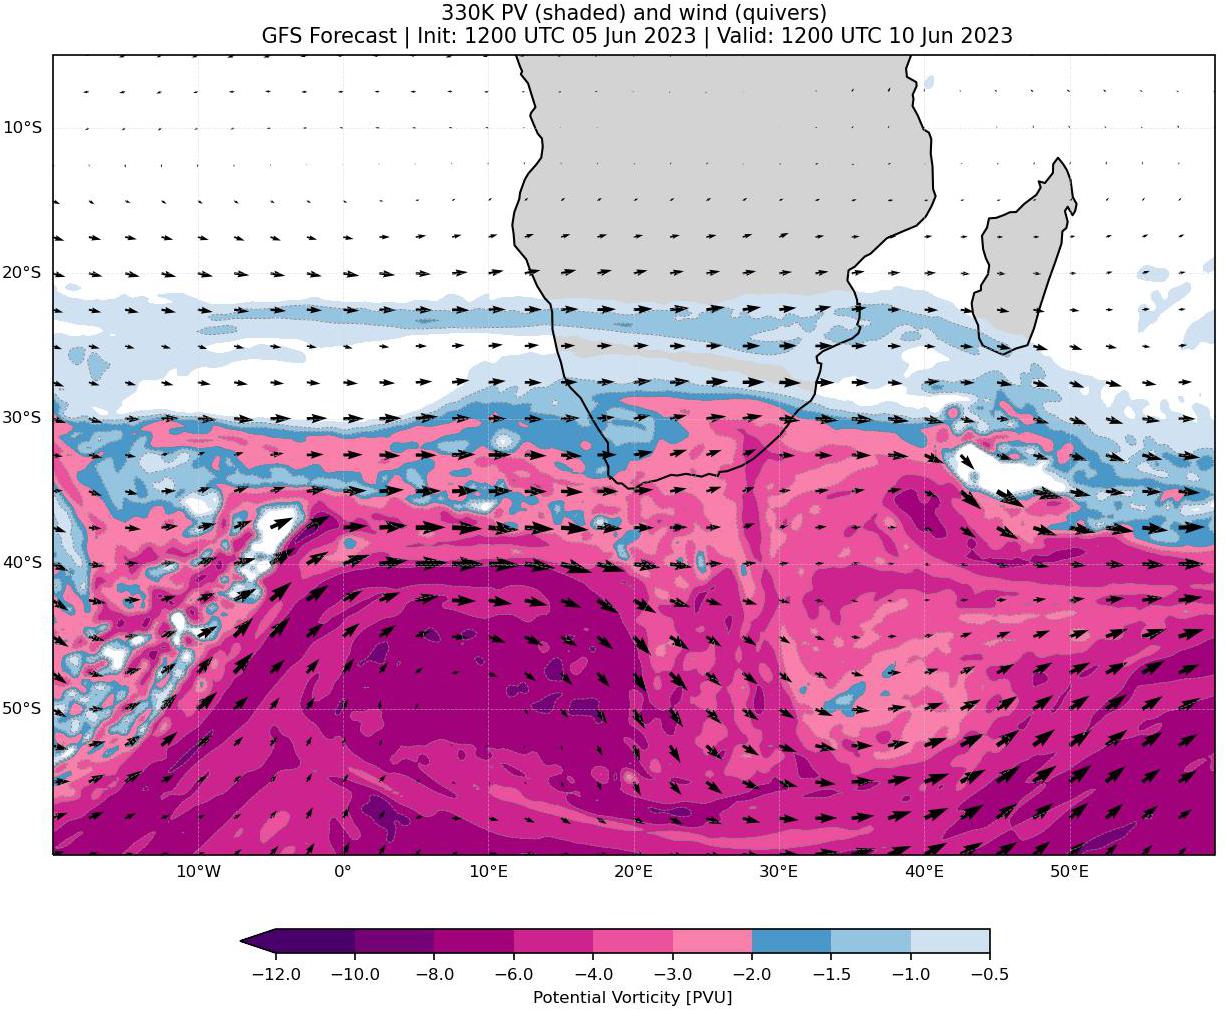 330K PV (shaded) and wind (quivers)
GFS Forecast | Init: 1200 UTC 05 Jun 2023 | Valid: 1200 UTC 10 Jun 2023
10°S
20°S
30°S
40°S
50°S
10°W 0° 10°E 20°E 30°E 40°E 50°E
−12.0 −10.0 −8.0 −6.0 −4.0 −3.0 −2.0 −1.5 −1.0 −0.5
Potential Vorticity [PVU]